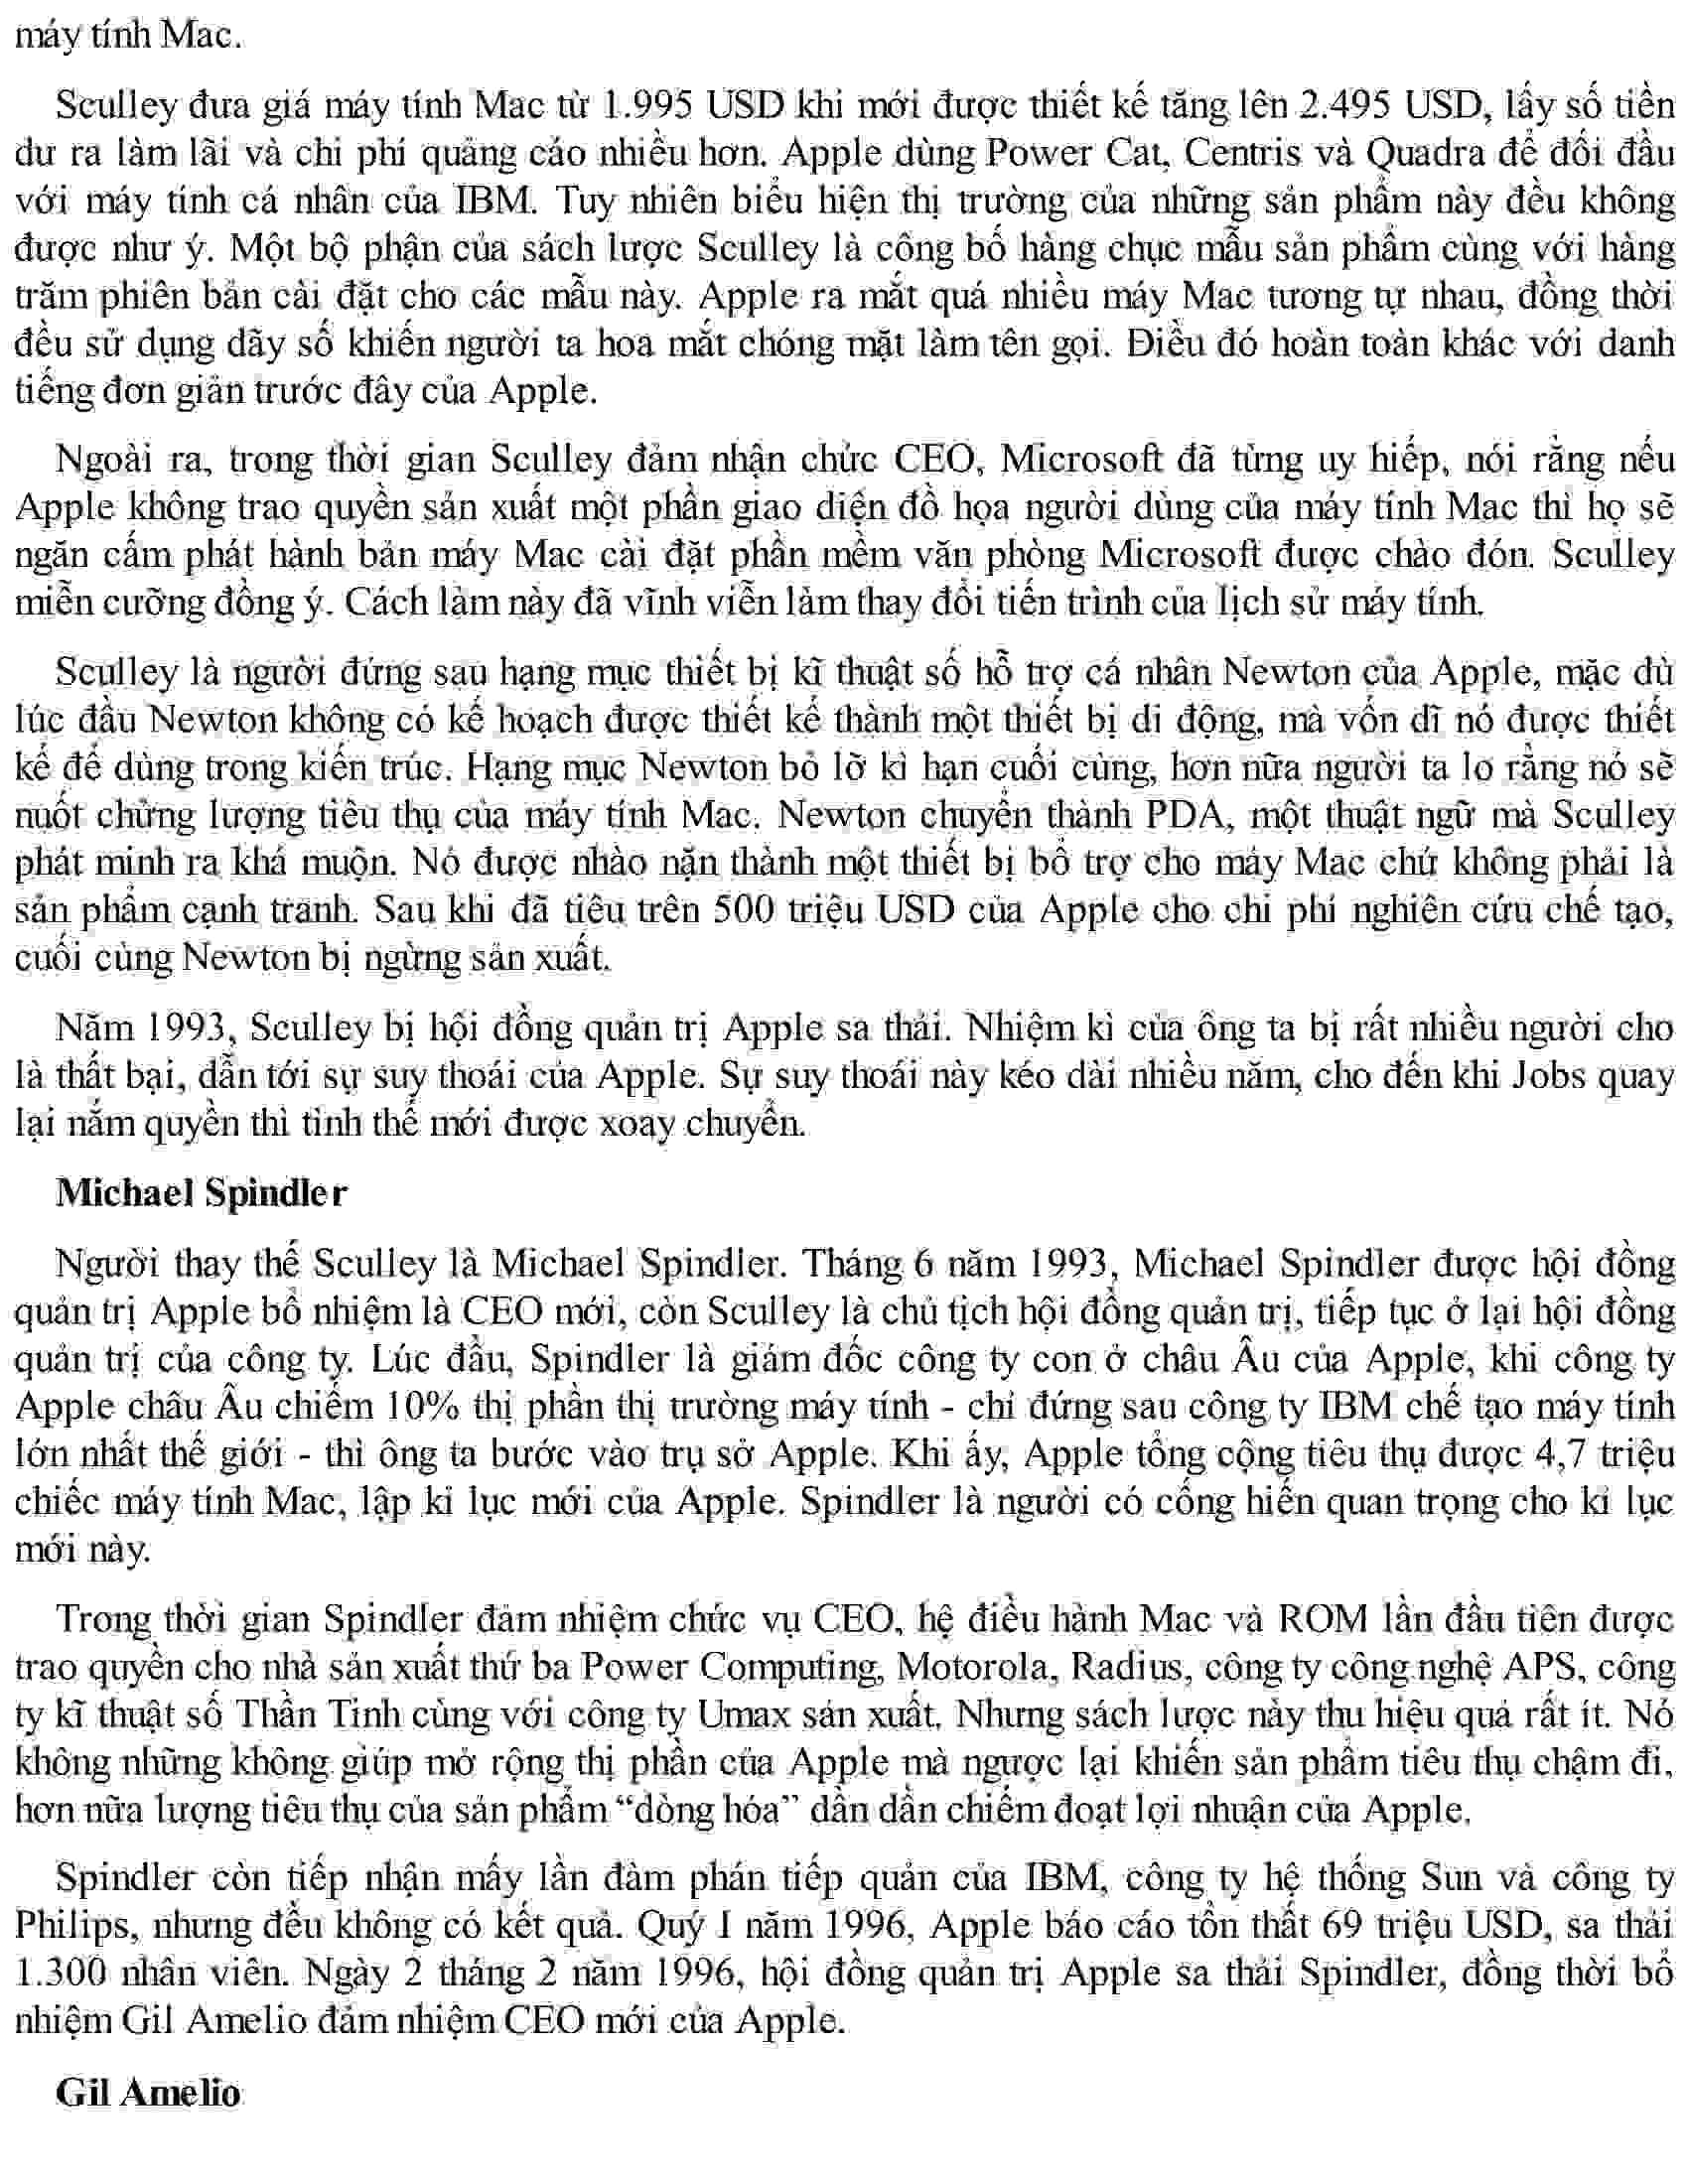 máy tính Mac.
Sculley đưa giá máy tính Mac từ 1.995 USD khi mới được thiết kế tăng lên 2.495 USD, lấy số tiền
dư ra làm lãi và chi phí quảng cáo nhiều hơn. Apple dùng Power Cat, Centris và Quadra để đối đầu
với máy tính cá nhân của IBM. Tuy nhiên biểu hiện thị trường của những sản phẩm này đều không
được như ý. Một bộ phận của sách lược Sculley là công bố hàng chục mẫu sản phẩm cùng với hàng
trăm phiên bản cài đặt cho các mẫu này. Apple ra mắt quá nhiều máy Mac tương tự nhau, đồng thời
đều sử dụng dãy số khiến người ta hoa mắt chóng mặt làm tên gọi. Điều đó hoàn toàn khác với danh
tiếng đơn giản trước đây của Apple.
Ngoài ra, trong thời gian Sculley đảm nhận chức CEO, Microsoft đã từng uy hiếp, nói rằng nếu
Apple không trao quyền sản xuất một phần giao diện đồ họa người dùng của máy tính Mac thì họ sẽ
ngăn cấm phát hành bản máy Mac cài đặt phần mềm văn phòng Microsoft được chào đón. Sculley
miễn cưỡng đồng ý. Cách làm này đã vĩnh viễn làm thay đổi tiến trình của lịch sử máy tính.
Sculley là người đứng sau hạng mục thiết bị kĩ thuật số hỗ trợ cá nhân Newton của Apple, mặc dù
lúc đầu Newton không có kế hoạch được thiết kế thành một thiết bị di động, mà vốn dĩ nó được thiết
kế để dùng trong kiến trúc. Hạng mục Newton bỏ lỡ kì hạn cuối cùng, hơn nữa người ta lo rằng nó sẽ
nuốt chửng lượng tiêu thụ của máy tính Mac. Newton chuyển thành PDA, một thuật ngữ mà Sculley
phát minh ra khá muộn. Nó được nhào nặn thành một thiết bị bổ trợ cho máy Mac chứ không phải là
sản phẩm cạnh tranh. Sau khi đã tiêu trên 500 triệu USD của Apple cho chi phí nghiên cứu chế tạo,
cuối cùng Newton bị ngừng sản xuất.
Năm 1993, Sculley bị hội đồng quản trị Apple sa thải. Nhiệm kì của ông ta bị rất nhiều người cho
là thất bại, dẫn tới sự suy thoái của Apple. Sự suy thoái này kéo dài nhiều năm, cho đến khi Jobs quay
lại nắm quyền thì tình thế mới được xoay chuyển.
Michael Spindler
Người thay thế Sculley là Michael Spindler. Tháng 6 năm 1993, Michael Spindler được hội đồng
quản trị Apple bổ nhiệm là CEO mới, còn Sculley là chủ tịch hội đồng quản trị, tiếp tục ở lại hội đồng
quản trị của công ty. Lúc đầu, Spindler là giám đốc công ty con ở châu Âu của Apple, khi công ty
Apple châu Âu chiếm 10% thị phần thị trường máy tính - chỉ đứng sau công ty IBM chế tạo máy tính
lớn nhất thế giới - thì ông ta bước vào trụ sở Apple. Khi ấy, Apple tổng cộng tiêu thụ được 4,7 triệu
chiếc máy tính Mac, lập kỉ lục mới của Apple. Spindler là người có cống hiến quan trọng cho kỉ lục
mới này.
Trong thời gian Spindler đảm nhiệm chức vụ CEO, hệ điều hành Mac và ROM lần đầu tiên được
trao quyền cho nhà sản xuất thứ ba Power Computing, Motorola, Radius, công ty công nghệ APS, công
ty kĩ thuật số Thần Tinh cùng với công ty Umax sản xuất. Nhưng sách lược này thu hiệu quả rất ít. Nó
không những không giúp mở rộng thị phần của Apple mà ngược lại khiến sản phẩm tiêu thụ chậm đi,
hơn nữa lượng tiêu thụ của sản phẩm “dòng hóa” dần dần chiếm đoạt lợi nhuận của Apple.
Spindler còn tiếp nhận mấy lần đàm phán tiếp quản của IBM, công ty hệ thống Sun và công ty
Philips, nhưng đều không có kết quả. Quý I năm 1996, Apple báo cáo tổn thất 69 triệu USD, sa thải
1.300 nhân viên. Ngày 2 tháng 2 năm 1996, hội đồng quản trị Apple sa thải Spindler, đồng thời bổ
nhiệm Gil Amelio đảm nhiệm CEO mới của Apple.
Gil Amelio